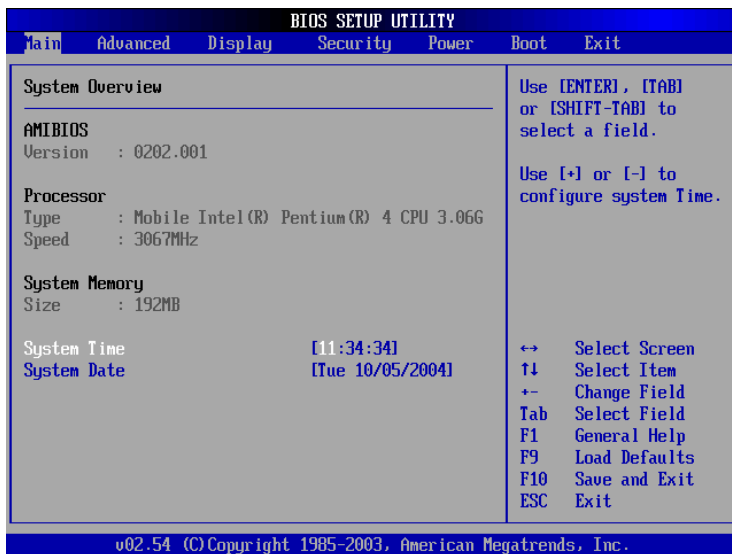 BIOS SETUP UTILITY
Main Advanced Display Security Power Boot Exit
System Overview
AMIBIOS
Version : 0202.001
Processor
Type : Mobile Intel(R) Pentium(R) 4 CPU 3.06G
Speed : 3067MHz
System Memory
Size : 192MB
System Time [11:34:34]
System Date [Tue 10/05/2004]
Use [ENTER], [TAB]
or [SHIFT-TAB] to
select a field.
Use [+] or [-] to
configure system Time.
↔ Select Screen
↑↓ Select Item
+- Change Field
Tab Select Field
F1 General Help
F9 Load Defaults
F10 Save and Exit
ESC Exit
v02.54 (C)Copyright 1985-2003, American Megatrends, Inc.